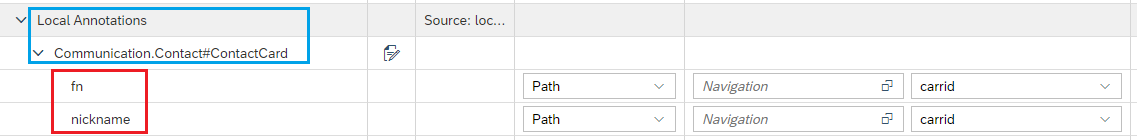 Local Annotations Source: loc...
Communication.Contact#ContactCard
fn Path Navigation carrid
nickname Path Navigation carrid